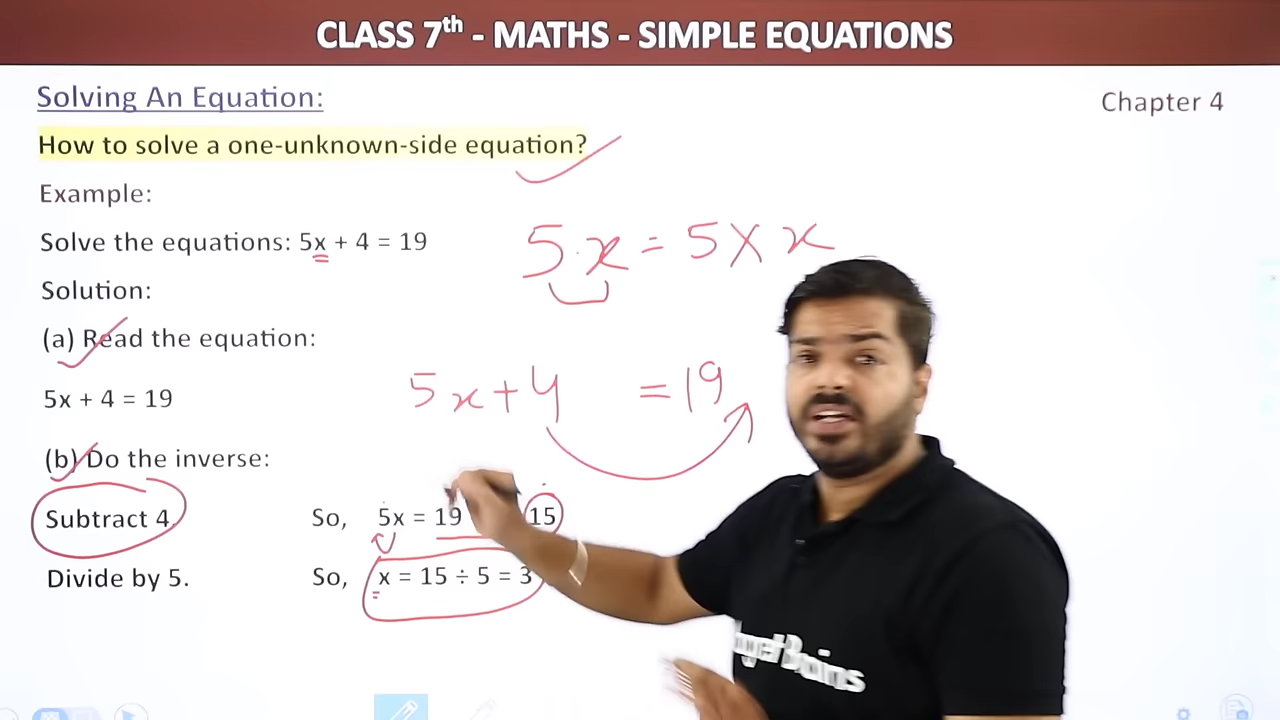 CLASS 7th - MATHS - SIMPLE EQUATIONS
Solving An Equation:
Chapter 4
How to solve a one-unknown-side equation?
Example:
Solve the equations: 5x + 4 = 19
5.x = 5 X x
Solution:
(a) Read the equation:
5x + 4 = 19
5x + 4 = 19
(b) Do the inverse:
Subtract 4 So, 5x = 19 15
Divide by 5. So, x = 15 ÷ 5 = 3
Brains